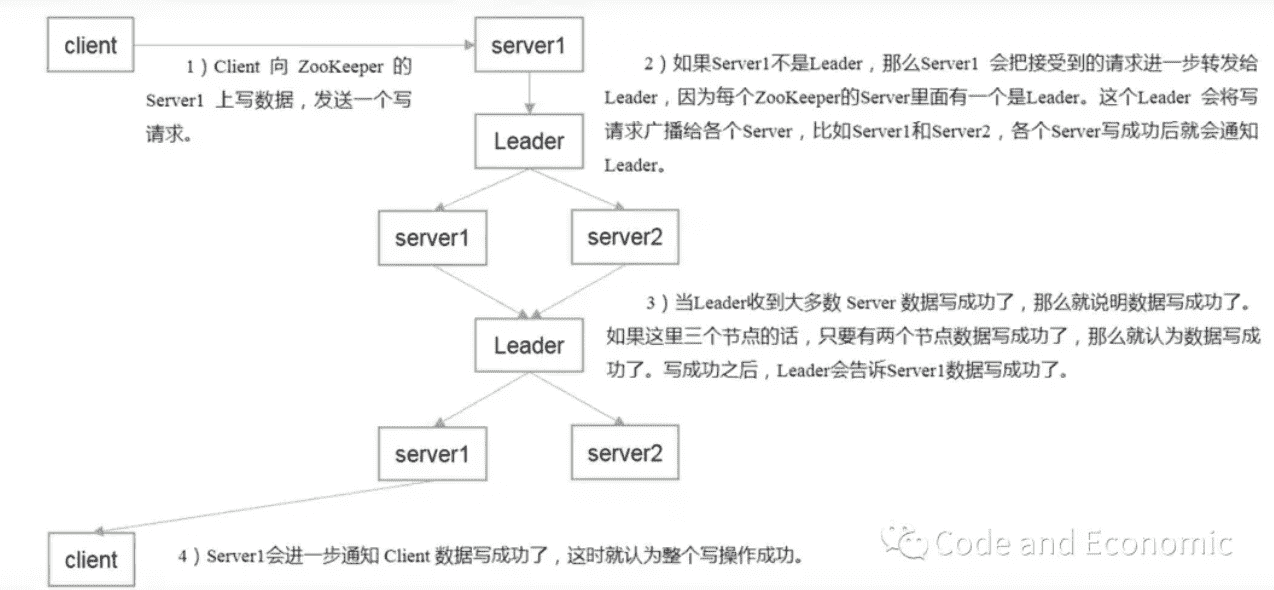 client
server1
1）Client 向 ZooKeeper 的
Server1 上写数据，发送一个写
请求。
2）如果Server1不是Leader，那么Server1 会把接受到的请求进一步转发给
Leader，因为每个ZooKeeper的Server里面有一个是Leader。这个Leader 会将写
请求广播给各个Server，比如Server1和Server2，各个Server写成功后就会通知
Leader。
Leader
server1
server2
3）当Leader收到大多数 Server 数据写成功了，那么就说明数据写成功了。
如果这里三个节点的话，只要有两个节点数据写成功了，那么就认为数据写成
功了。写成功之后，Leader会告诉Server1数据写成功了。
Leader
server1
server2
client
4）Server1会进一步通知 Client 数据写成功了，这时就认为整个写操作成功。
Code and Economic